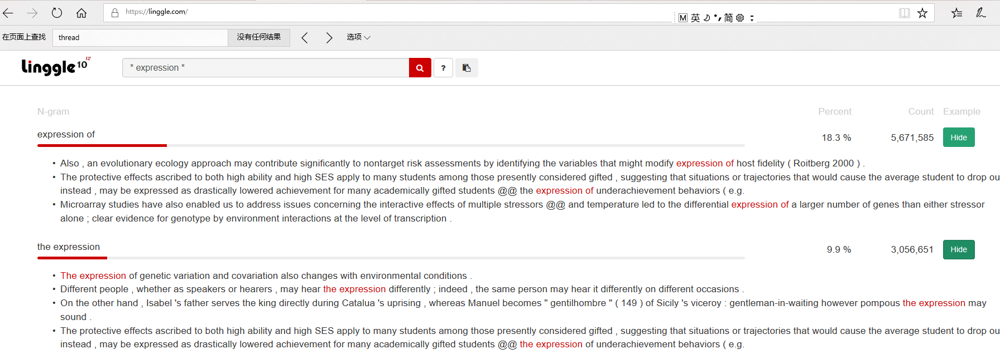 https://linggle.com/
M 英 简
在页面上查找 thread 没有任何结果 选项
Linggle 10 12 * expression * ?
N-gram Percent Count Example
expression of 18.3 % 5,671,585 Hide
• Also , an evolutionary ecology approach may contribute significantly to nontarget risk assessments by identifying the variables that might modify expression of host fidelity ( Roitberg 2000 ) .
• The protective effects ascribed to both high ability and high SES apply to many students among those presently considered gifted , suggesting that situations or trajectories that would cause the average student to drop ou
instead , may be expressed as drastically lowered achievement for many academically gifted students @@ the expression of underachievement behaviors ( e.g.
• Microarray studies have also enabled us to address issues concerning the interactive effects of multiple stressors @@ and temperature led to the differential expression of a larger number of genes than either stressor
alone ; clear evidence for genotype by environment interactions at the level of transcription .
the expression 9.9 % 3,056,651 Hide
• The expression of genetic variation and covariation also changes with environmental conditions .
• Different people , whether as speakers or hearers , may hear the expression differently ; indeed , the same person may hear it differently on different occasions .
• On the other hand , Isabel 's father serves the king directly during Catalua 's uprising , whereas Manuel becomes " gentilhombre " ( 149 ) of Sicily 's viceroy : gentleman-in-waiting however pompous the expression may
sound .
• The protective effects ascribed to both high ability and high SES apply to many students among those presently considered gifted , suggesting that situations or trajectories that would cause the average student to drop ou
instead , may be expressed as drastically lowered achievement for many academically gifted students @@ the expression of underachievement behaviors ( e.g.